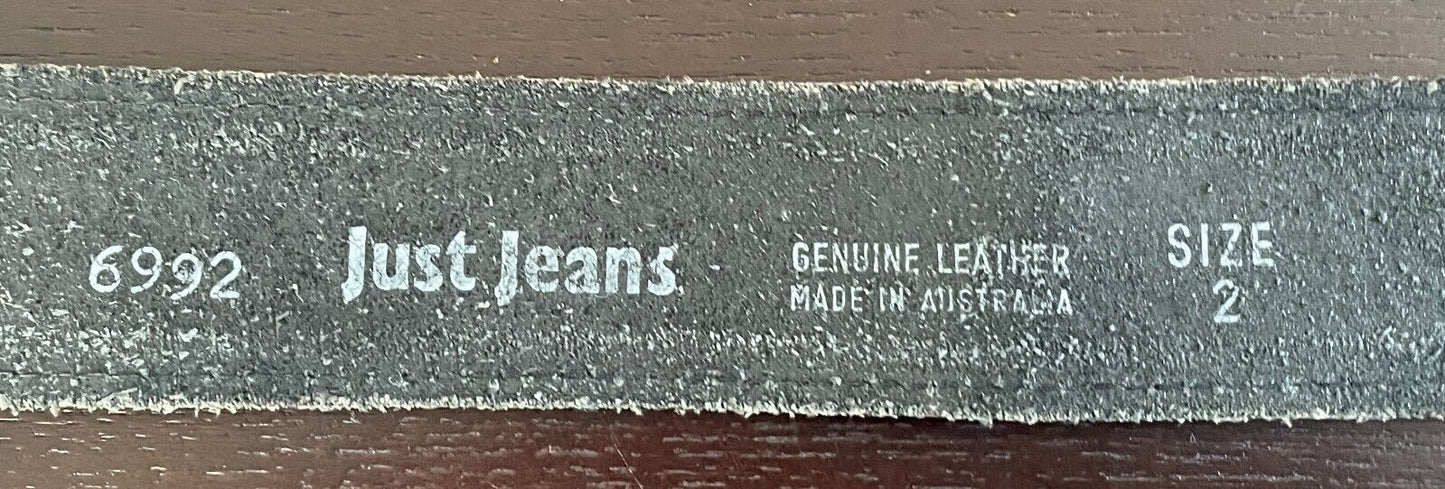 6992
Just Jeans
GENUINE LEATHER
MADE IN AUSTRALIA
SIZE
2